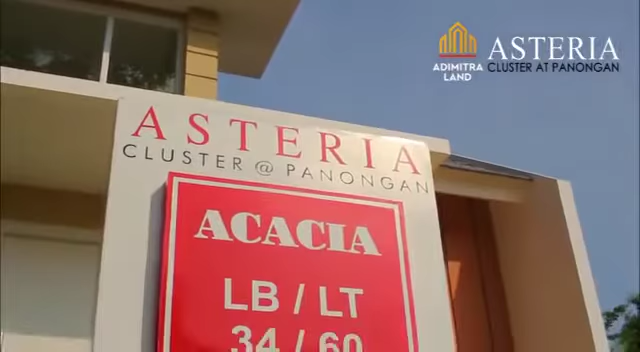 ADIMITRA
LAND
ASTERIA
CLUSTER AT PANONGAN
ASTERIA
CLUSTER @ PANONGAN
ACACIA
LB / LT
34 / 60